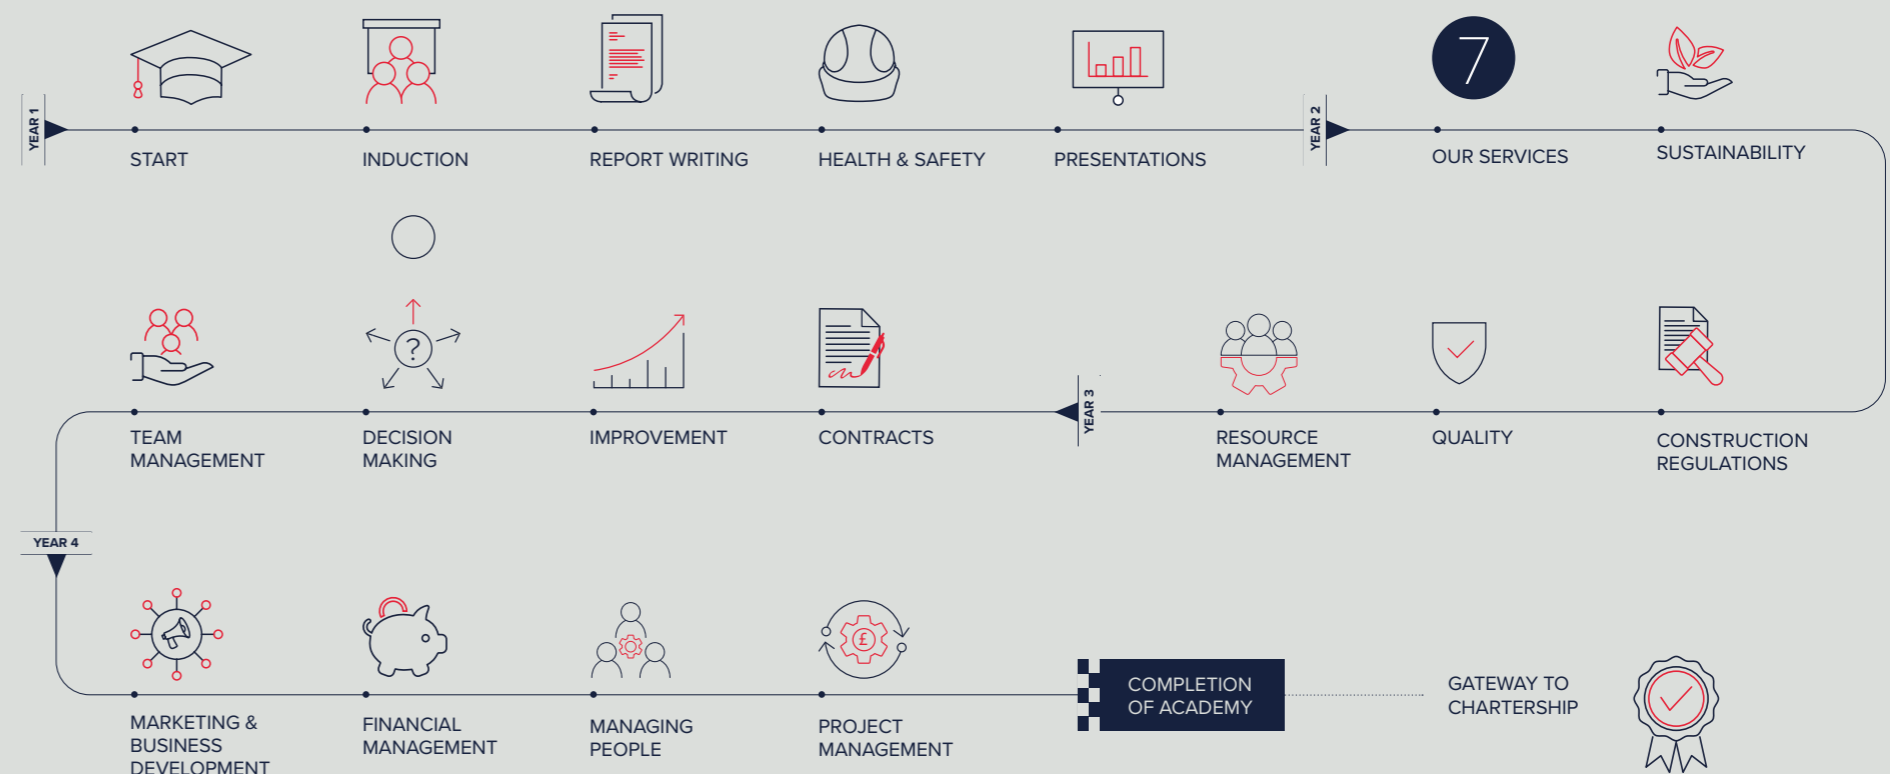 YEAR 1
START
INDUCTION
REPORT WRITING
HEALTH & SAFETY
PRESENTATIONS
YEAR 2
7
OUR SERVICES
SUSTAINABILITY
CONSTRUCTION
REGULATIONS
QUALITY
RESOURCE
MANAGEMENT
YEAR 3
CONTRACTS
IMPROVEMENT
?
DECISION
MAKING
TEAM
MANAGEMENT
YEAR 4
MARKETING &
BUSINESS
DEVELOPMENT
FINANCIAL
MANAGEMENT
MANAGING
PEOPLE
£
PROJECT
MANAGEMENT
COMPLETION
OF ACADEMY
GATEWAY TO
CHARTERSHIP